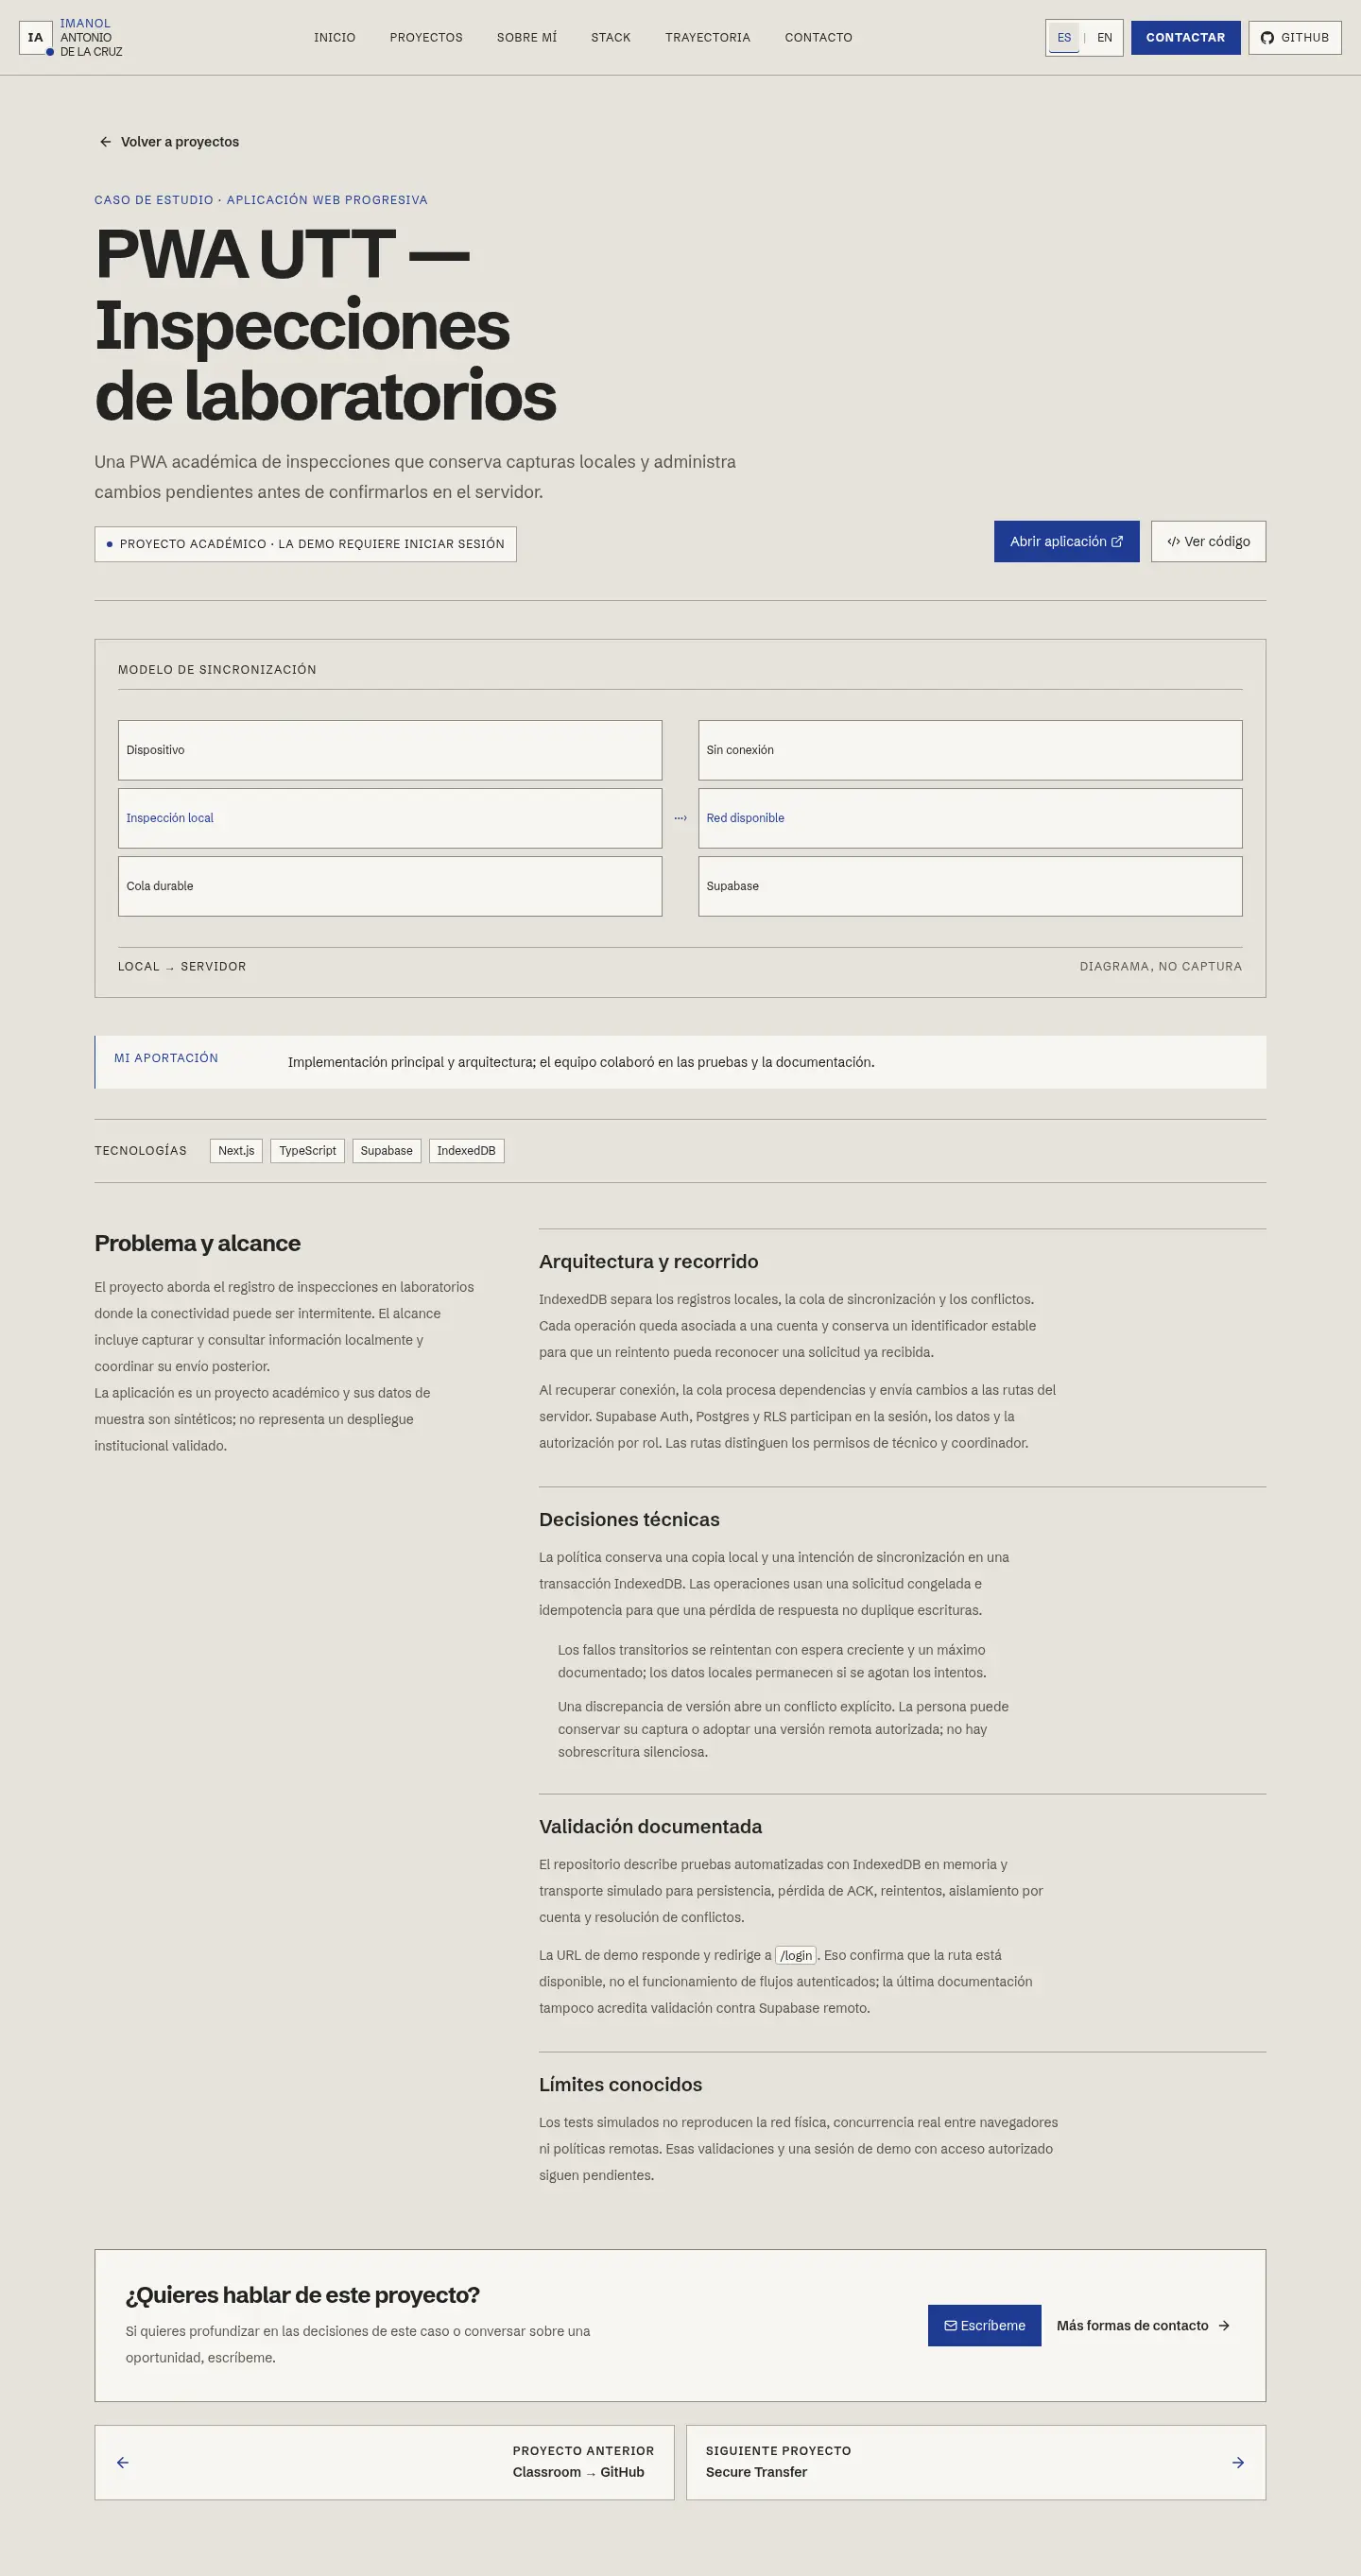 IA
IMANOL
ANTONIO
DE LA CRUZ
INICIO
PROYECTOS
SOBRE MÍ
STACK
TRAYECTORIA
CONTACTO
ES | EN
CONTACTAR
GITHUB
← Volver a proyectos
CASO DE ESTUDIO · APLICACIÓN WEB PROGRESIVA
PWA UTT —
Inspecciones
de laboratorios
Una PWA académica de inspecciones que conserva capturas locales y administra
cambios pendientes antes de confirmarlos en el servidor.
PROYECTO ACADÉMICO · LA DEMO REQUIERE INICIAR SESIÓN
Abrir aplicación
Ver código
MODELO DE SINCRONIZACIÓN
Dispositivo
Inspección local
Cola durable
Sin conexión
Red disponible
Supabase
LOCAL → SERVIDOR
DIAGRAMA, NO CAPTURA
MI APORTACIÓN
Implementación principal y arquitectura; el equipo colaboró en las pruebas y la documentación.
TECNOLOGÍAS
Next.js
TypeScript
Supabase
IndexedDB
Problema y alcance
El proyecto aborda el registro de inspecciones en laboratorios
donde la conectividad puede ser intermitente. El alcance
incluye capturar y consultar información localmente y
coordinar su envío posterior.
La aplicación es un proyecto académico y sus datos de
muestra son sintéticos; no representa un despliegue
institucional validado.
Arquitectura y recorrido
IndexedDB separa los registros locales, la cola de sincronización y los conflictos.
Cada operación queda asociada a una cuenta y conserva un identificador estable
para que un reintento pueda reconocer una solicitud ya recibida.
Al recuperar conexión, la cola procesa dependencias y envía cambios a las rutas del
servidor. Supabase Auth, Postgres y RLS participan en la sesión, los datos y la
autorización por rol. Las rutas distinguen los permisos de técnico y coordinador.
Decisiones técnicas
La política conserva una copia local y una intención de sincronización en una
transacción IndexedDB. Las operaciones usan una solicitud congelada e
idempotencia para que una pérdida de respuesta no duplique escrituras.
Los fallos transitorios se reintentan con espera creciente y un máximo
documentado; los datos locales permanecen si se agotan los intentos.
Una discrepancia de versión abre un conflicto explícito. La persona puede
conservar su captura o adoptar una versión remota autorizada; no hay
sobrescritura silenciosa.
Validación documentada
El repositorio describe pruebas automatizadas con IndexedDB en memoria y
transporte simulado para persistencia, pérdida de ACK, reintentos, aislamiento por
cuenta y resolución de conflictos.
La URL de demo responde y redirige a /login. Eso confirma que la ruta está
disponible, no el funcionamiento de flujos autenticados; la última documentación
tampoco acredita validación contra Supabase remoto.
Límites conocidos
Los tests simulados no reproducen la red física, concurrencia real entre navegadores
ni políticas remotas. Esas validaciones y una sesión de demo con acceso autorizado
siguen pendientes.
¿Quieres hablar de este proyecto?
Si quieres profundizar en las decisiones de este caso o conversar sobre una
oportunidad, escríbeme.
Escríbeme
Más formas de contacto →
← PROYECTO ANTERIOR
Classroom → GitHub
SIGUIENTE PROYECTO →
Secure Transfer